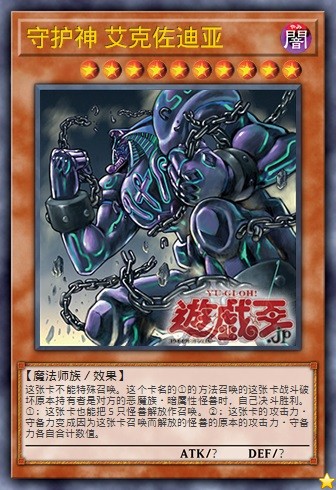 守护神 艾克佐迪亚
闇
YU-GI-OH!
遊戯王
.JP
【魔法师族／效果】
这张卡不能特殊召唤。这个卡名的①的方法召唤的这张卡战斗破
坏原本持有者是对方的恶魔族・暗属性怪兽时，自己决斗胜利。
①：这张卡也能把５只怪兽解放作召唤。②：这张卡的攻击力・
守备力变成因为这张卡召唤而解放的怪兽的原本的攻击力・守备
力各自合计数值。
ATK/? DEF/?